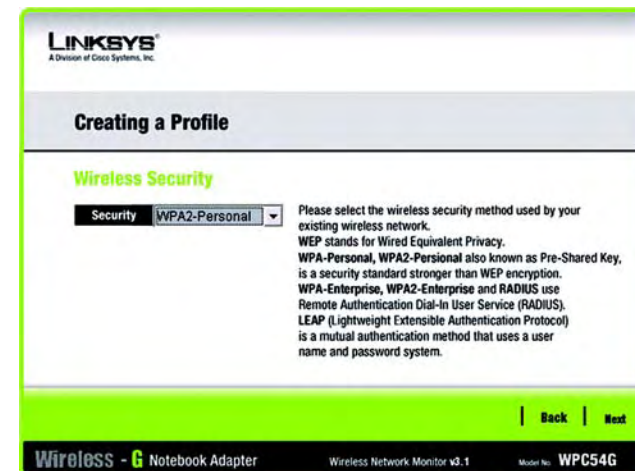 LINKSYS®
A Division of Cisco Systems, Inc.
Creating a Profile
Wireless Security
Security WPA2-Personal
Please select the wireless security method used by your
existing wireless network.
WEP stands for Wired Equivalent Privacy.
WPA-Personal, WPA2-Persional also known as Pre-Shared Key,
is a security standard stronger than WEP encryption.
WPA-Enterprise, WPA2-Enterprise and RADIUS use
Remote Authentication Dial-In User Service (RADIUS).
LEAP (Lightweight Extensible Authentication Protocol)
is a mutual authentication method that uses a user
name and password system.
Back Next
Wireless - G Notebook Adapter Wireless Network Monitor v3.1 Model No. WPC54G